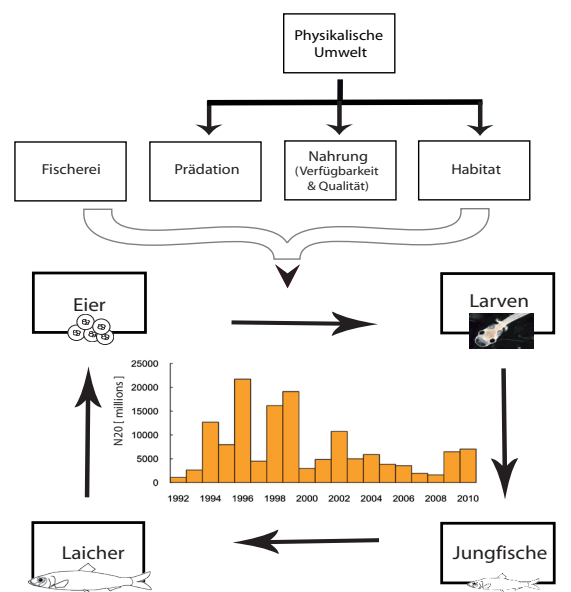 Physikalische
Umwelt
Fischerei
Prädation
Nahrung
(Verfügbarkeit
& Qualität)
Habitat
Eier
Larven
N20 [ millions ]
25000
20000
15000
10000
5000
0
1992 1994 1996 1998 2000 2002 2004 2006 2008 2010
Laicher
Jungfische